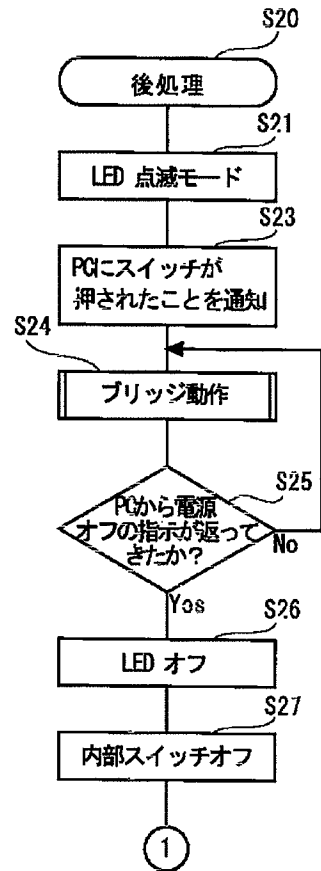 S20
後処理
S21
LED 点滅モード
S23
PCにスイッチが
押されたことを通知
S24
ブリッジ動作
S25
PCから電源
オフの指示が返って
きたか?
No
Yes
S26
LED オフ
S27
内部スイッチオフ
1